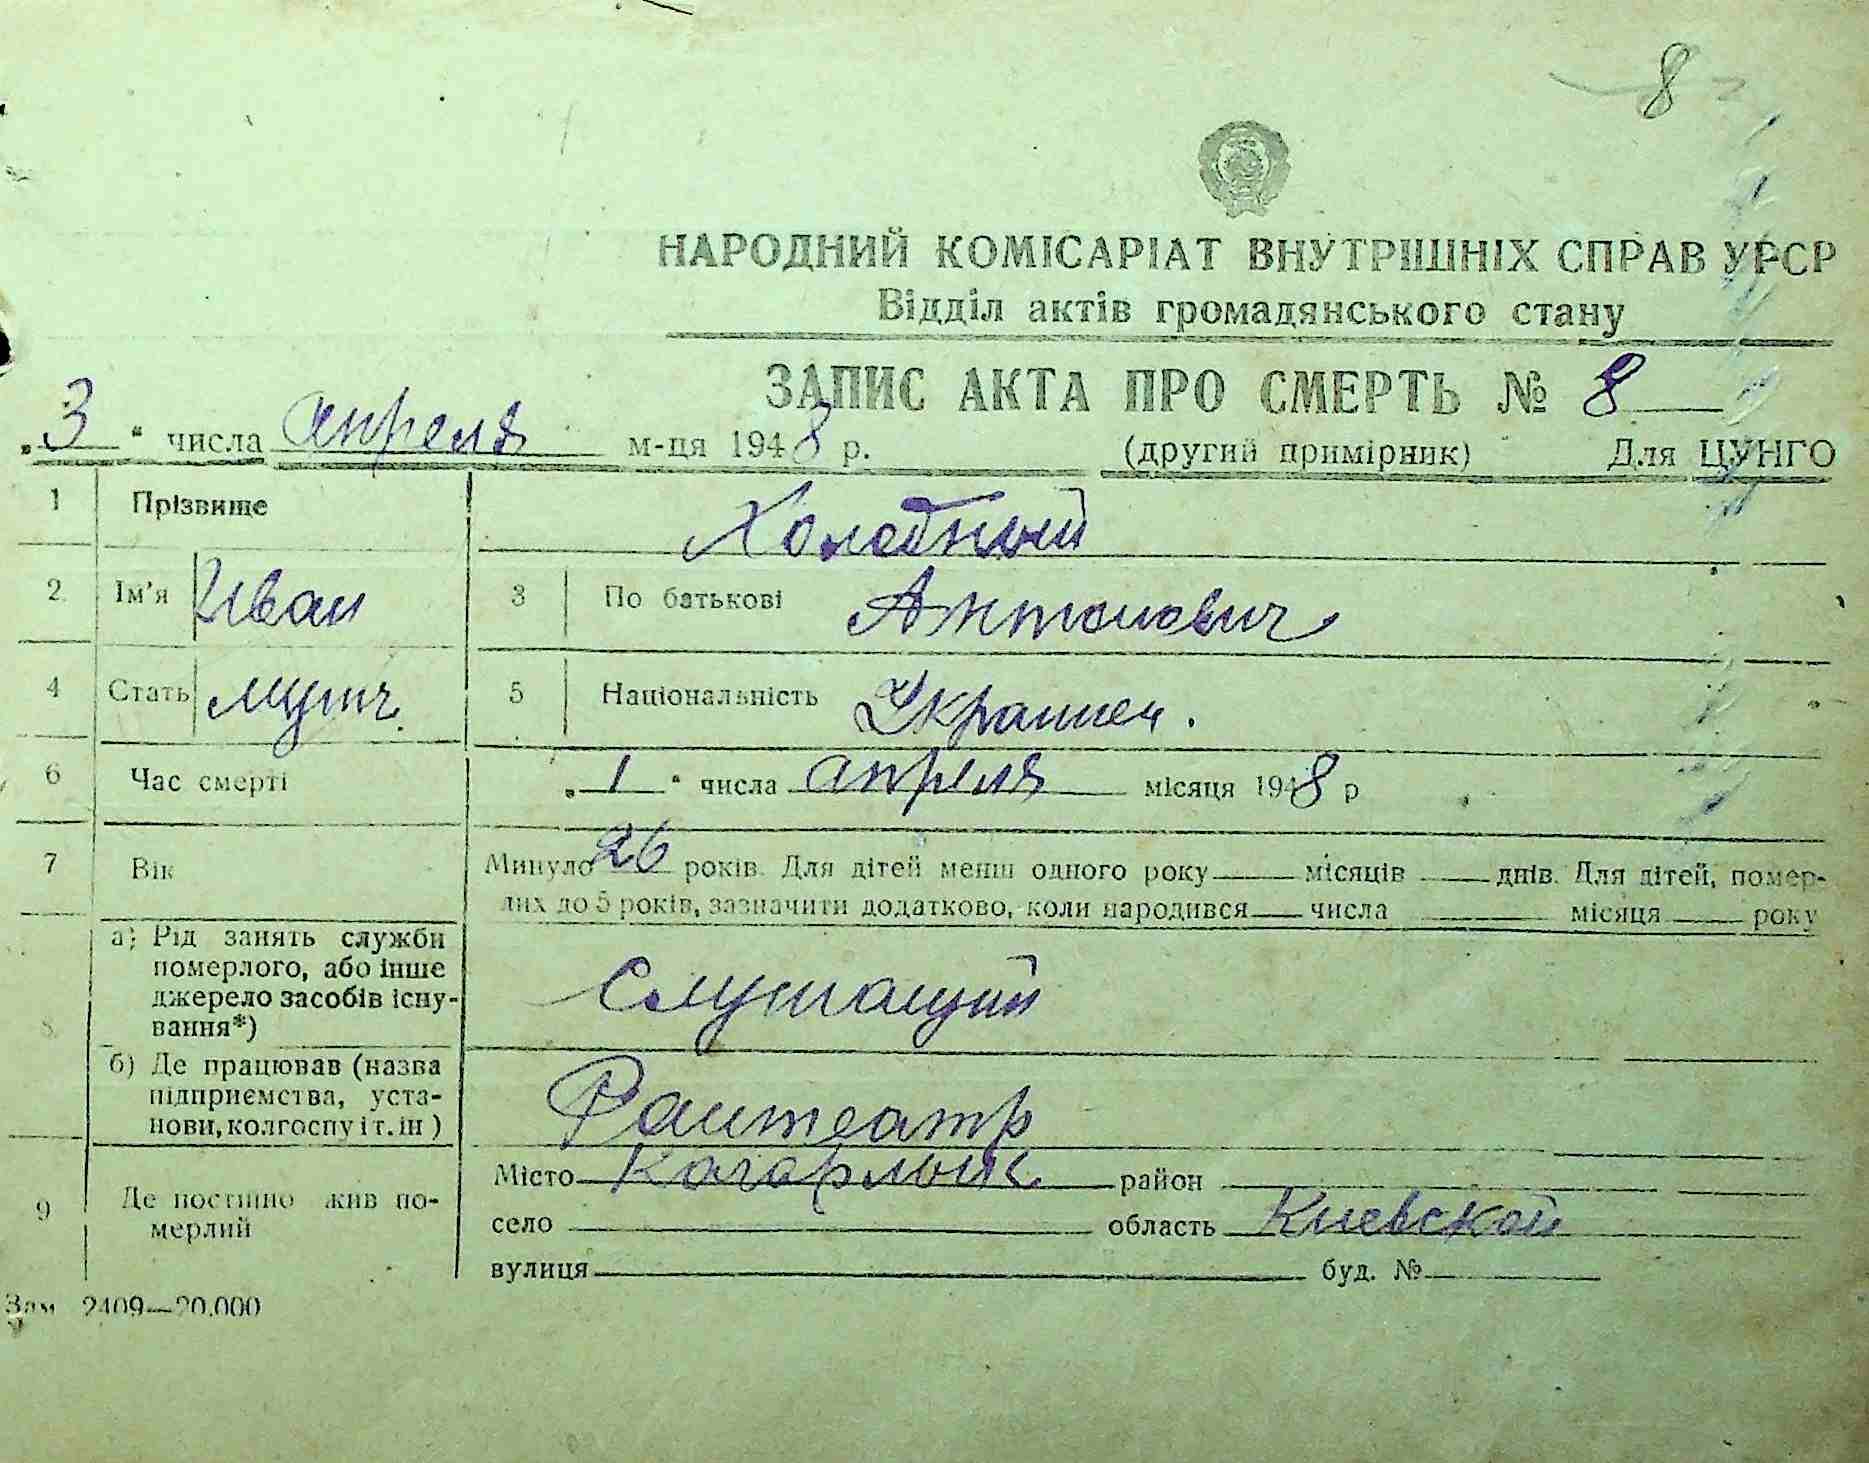 8
НАРОДНИЙ КОМІСАРІАТ ВНУТРІШНІХ СПРАВ УРСР
Відділ актів громадянського стану
ЗАПИС АКТА ПРО СМЕРТЬ № 8
„3“ числа апреля м-ця 1948 р. (другий примірник) Для ЦУНГО
1 Прізвище Холодный
2 Ім'я Иван 3 По батькові Антонович
4 Стать мужч. 5 Національність Украинец.
6 Час смерті „1“ числа апреля місяця 1948 р
7 Вік Минуло 26 років. Для дітей менш одного року місяців днів. Для дітей, помер-
лих до 5 років, зазначити додатково, коли народився числа місяця року
8 а) Рід занять служби
померлого, або інше
джерело засобів існу-
вання*) Служащий
б) Де працював (назва
підприємства, уста-
нови, колгоспу і т. ін) Райтеатр
9 Де постійно жив по-
мерлий Місто Кагарлык район
село область Киевской
вулиця буд. №
Зам 2409—20.000